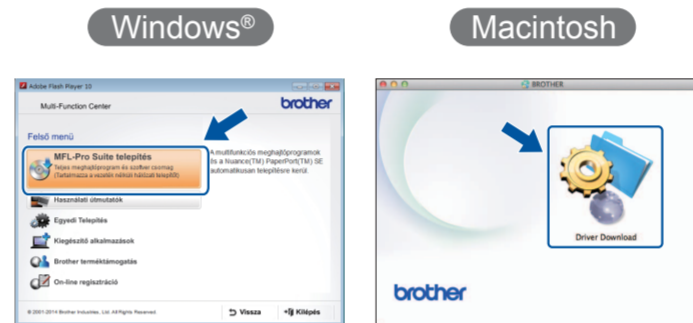 Windows®
Macintosh
Adobe Flash Player 10
Multi-Function Center
brother
Felső menü
MFL-Pro Suite telepítés
Teljes meghajtóprogram és szoftver csomag
(Tartalmazza a vezeték nélküli hálózati telepítőt)
A multifunkciós meghajtóprogramok
és a Nuance(TM) PaperPort(TM) SE
automatikusan telepítésre kerül.
Használati útmutatók
Egyedi Telepítés
Kiegészítő alkalmazások
Brother terméktámogatás
On-line regisztráció
© 2001-2014 Brother Industries, Ltd. All Rights Reserved.
Vissza
Kilépés
BROTHER
Driver Download
brother